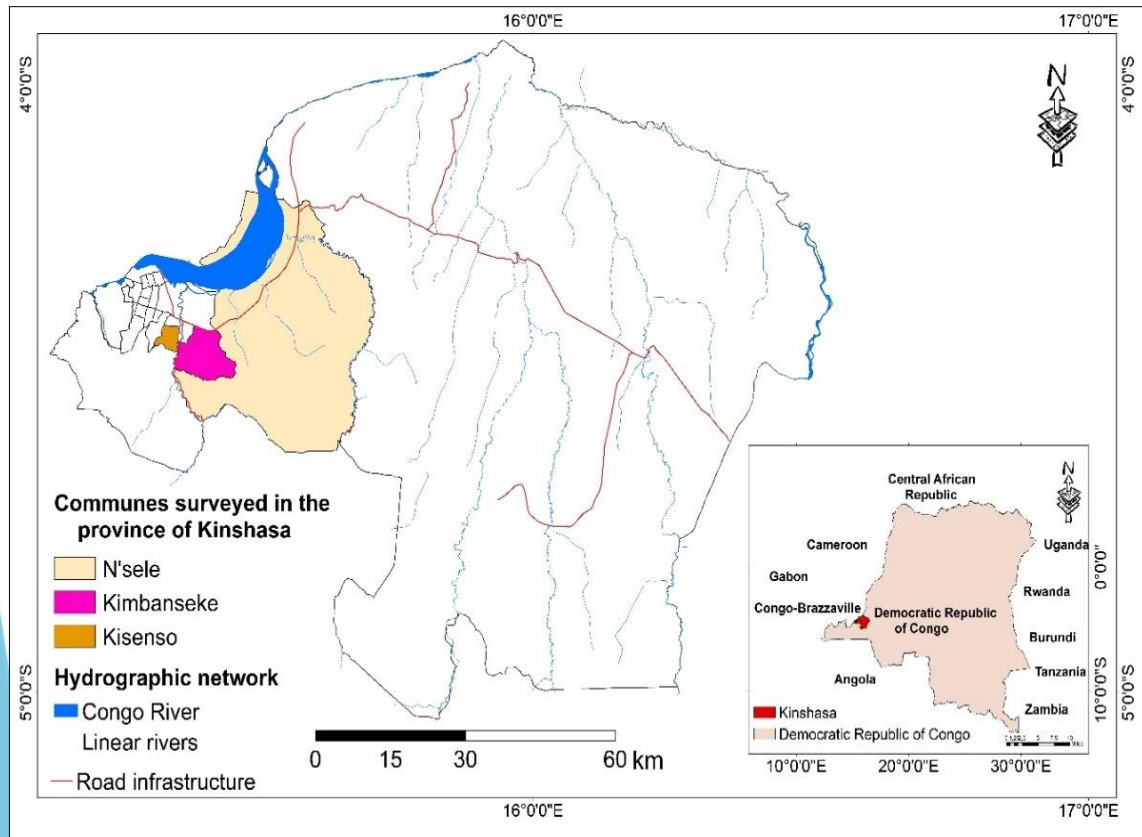 16°0'0"E
17°0'0"E
4°0'0"S
4°0'0"S
N
Communes surveyed in the
province of Kinshasa
N'sele
Kimbanseke
Kisenso
Hydrographic network
Congo River
Linear rivers
Road infrastructure
0 15 30 60 km
5°0'0"S
5°0'0"S
16°0'0"E
17°0'0"E
N
Central African
Republic
Cameroon
Uganda
Gabon
Rwanda
Congo-Brazzaville
Democratic Republic
of Congo
Burundi
Tanzania
Angola
Zambia
Kinshasa
Democratic Republic of Congo
0°0'0"
10°0'0"S
10°0'0"E
20°0'0"E
30°0'0"E